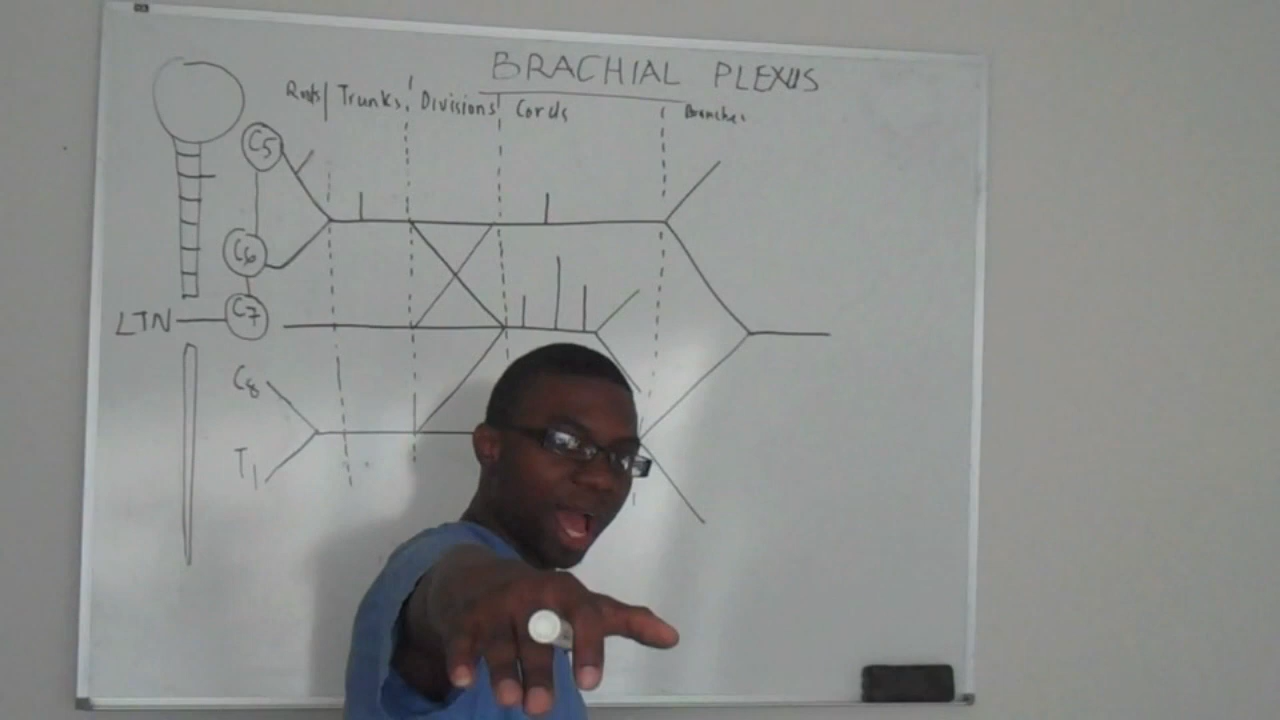 BRACHIAL PLEXUS
Roots Trunks Divisions Cords Branches
C5
C6
LTN C7
C8
T1